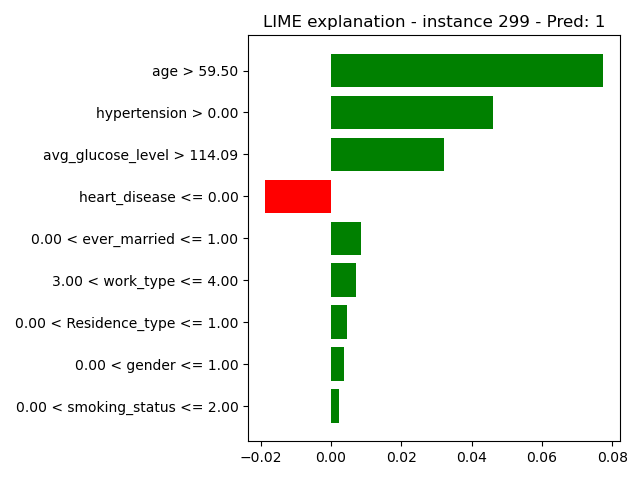 LIME explanation - instance 299 - Pred: 1
age > 59.50
hypertension > 0.00
avg_glucose_level > 114.09
heart_disease <= 0.00
0.00 < ever_married <= 1.00
3.00 < work_type <= 4.00
0.00 < Residence_type <= 1.00
0.00 < gender <= 1.00
0.00 < smoking_status <= 2.00
−0.02 0.00 0.02 0.04 0.06 0.08